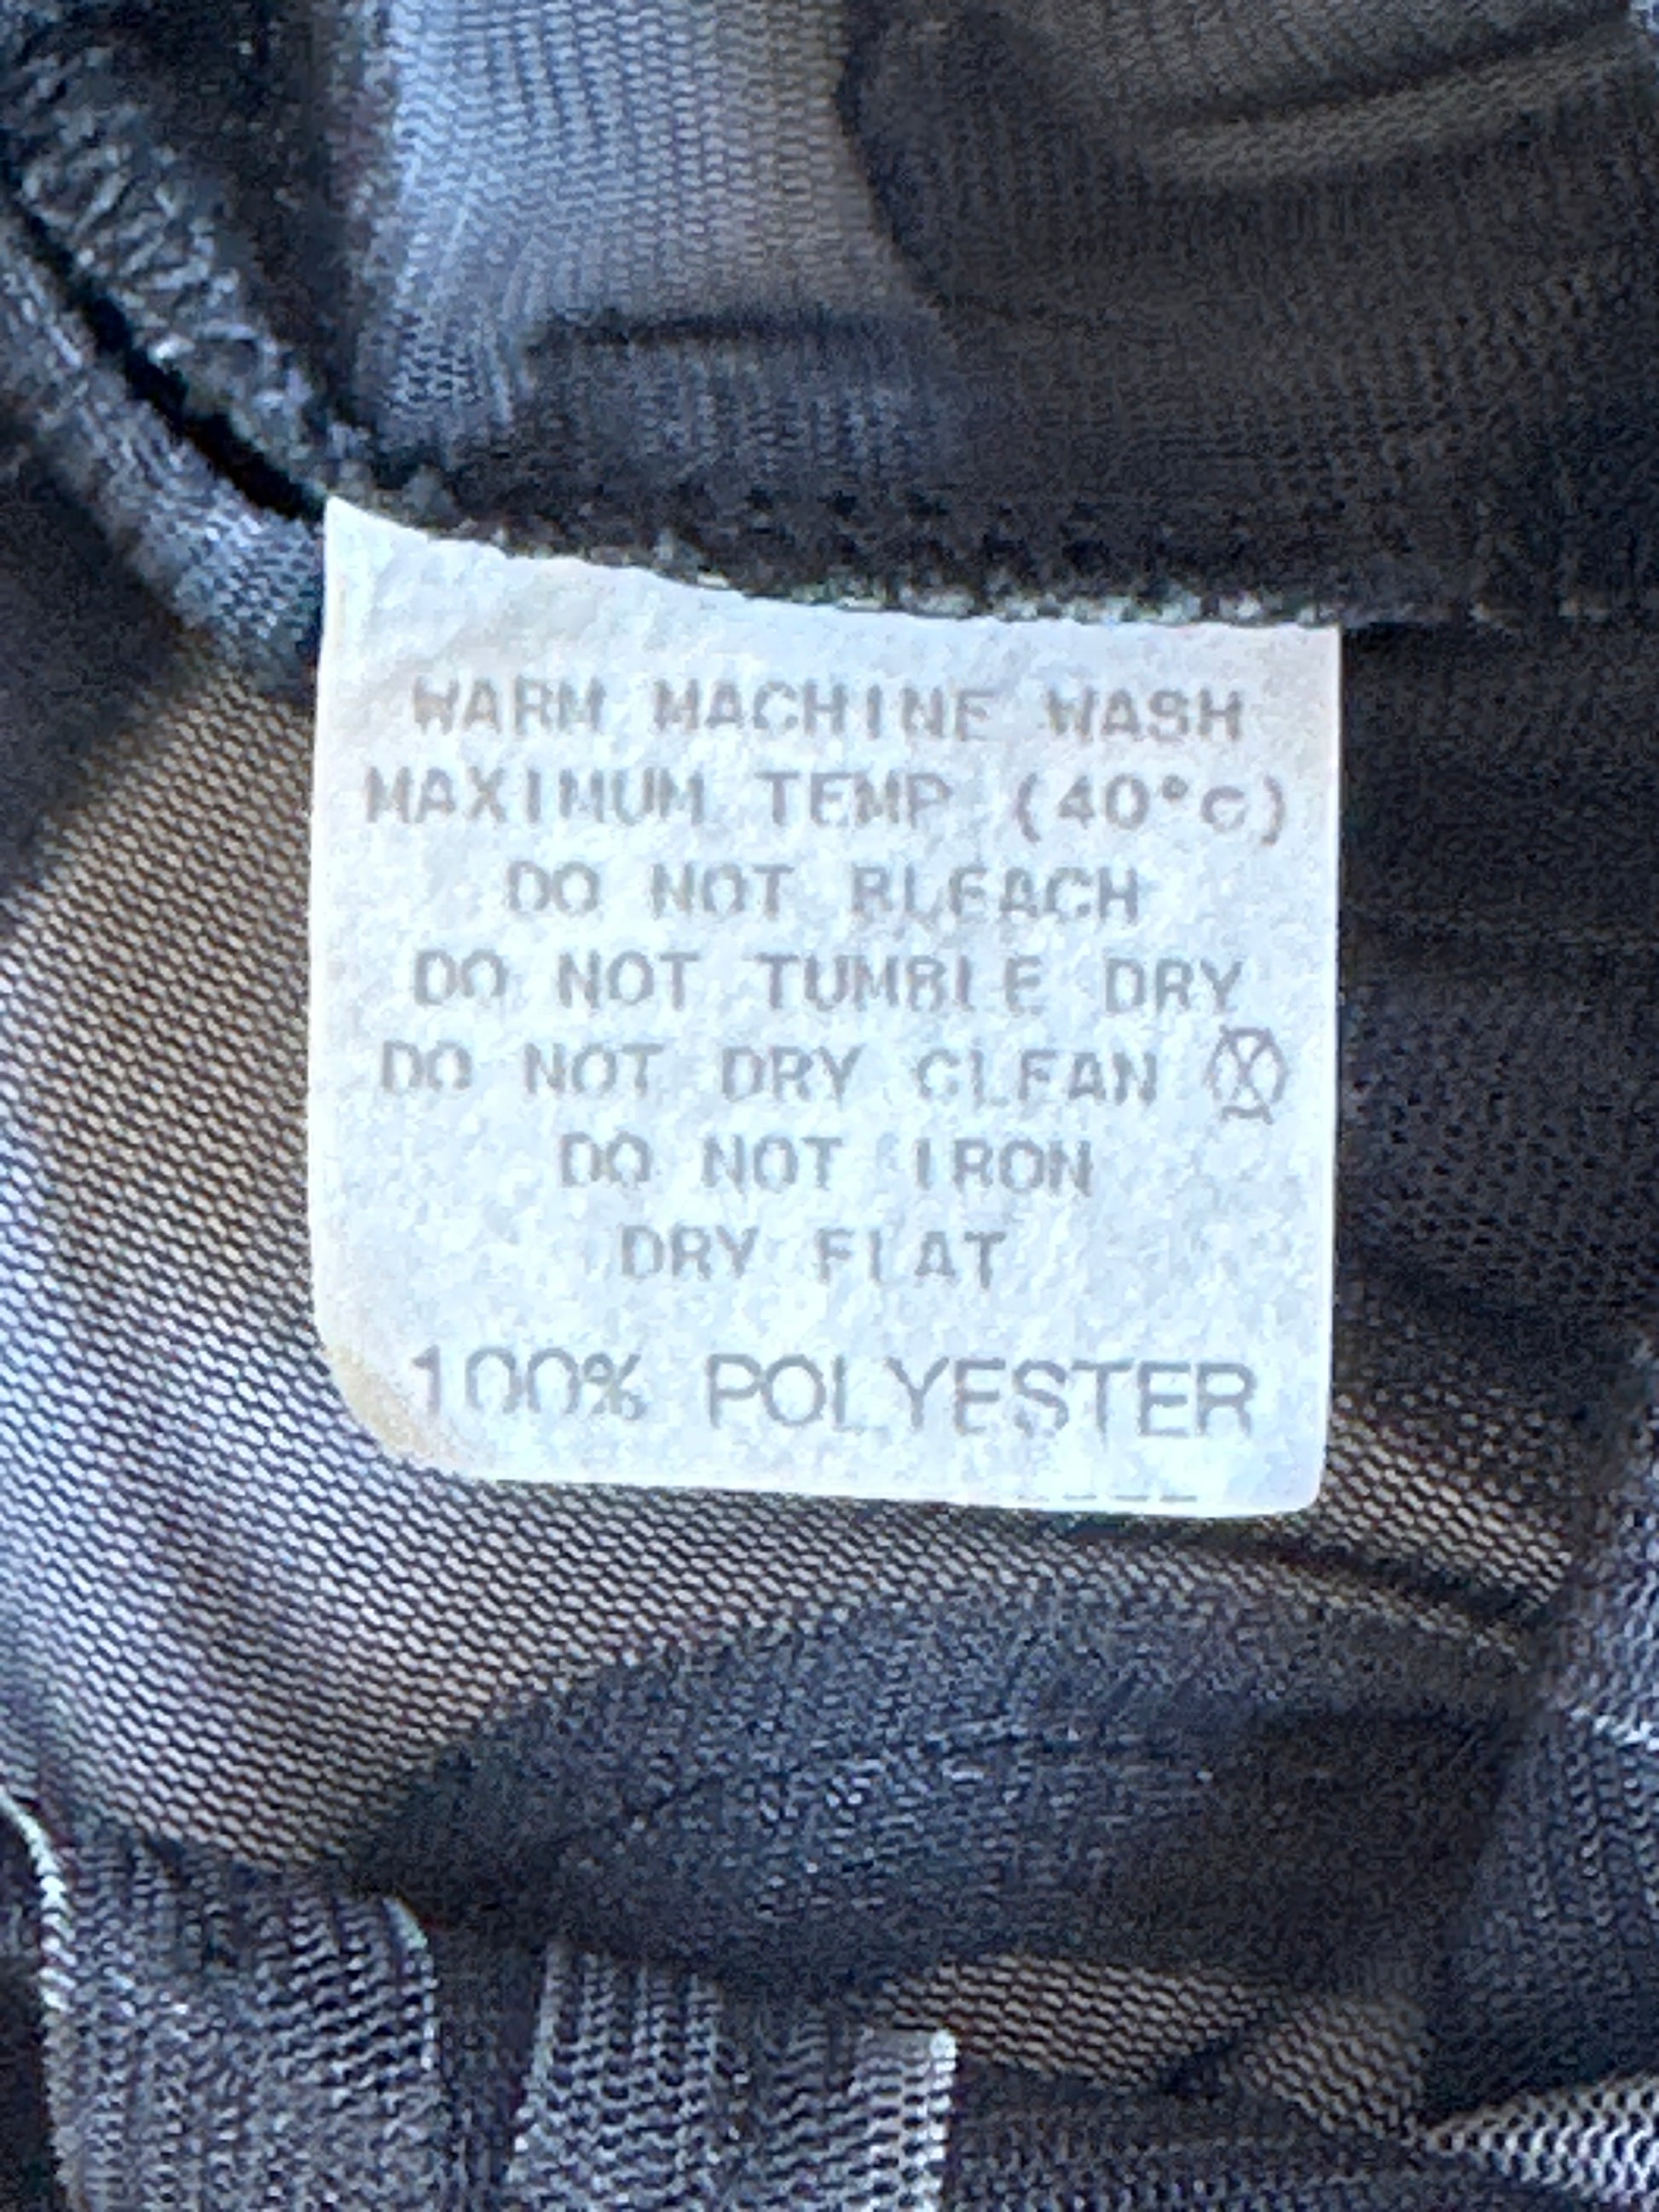 WARM MACHINE WASH
MAXIMUM TEMP (40°c)
DO NOT BLEACH
DO NOT TUMBLE DRY
DO NOT DRY CLEAN
DO NOT IRON
DRY FLAT
100% POLYESTER